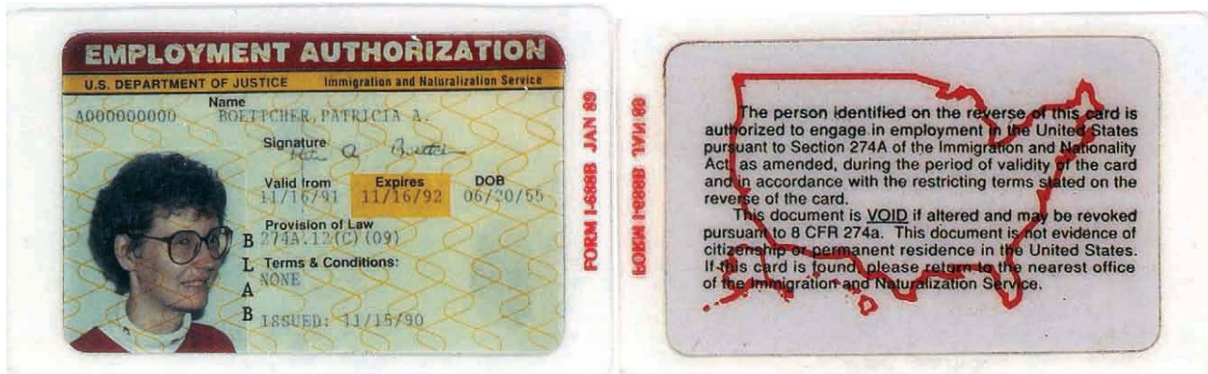 EMPLOYMENT AUTHORIZATION
U.S. DEPARTMENT OF JUSTICE Immigration and Naturalization Service
Name
A000000000 BOETTCHER,PATRICIA A.
Signature
A
Valid from Expires DOB
11/16/91 11/16/92 06/20/55
Provision of Law
274A.12(C)(09)
Terms & Conditions:
NONE
ISSUED: 11/15/90
B
L
A
B
FORM I-688B JAN 89
FORM I-688B JAN 89
The person identified on the reverse of this card is
authorized to engage in employment in the United States
pursuant to Section 274A of the Immigration and Nationality
Act, as amended, during the period of validity of the card
and in accordance with the restricting terms stated on the
reverse of the card.
This document is VOID if altered and may be revoked
pursuant to 8 CFR 274a. This document is not evidence of
citizenship or permanent residence in the United States.
If this card is found, please return to the nearest office
of the Immigration and Naturalization Service.